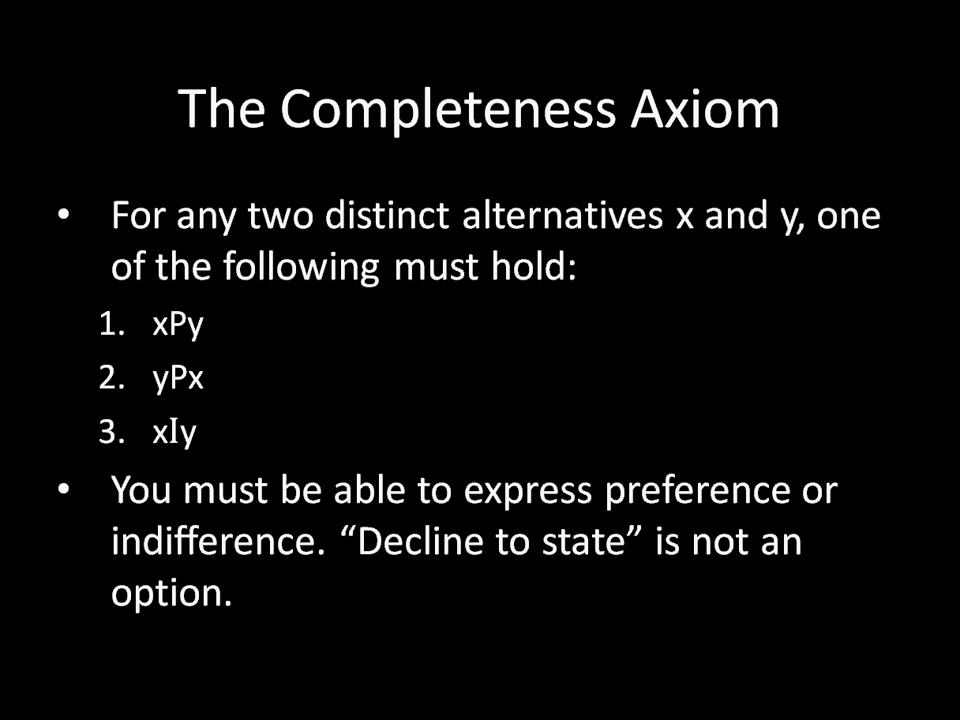 The Completeness Axiom
• For any two distinct alternatives x and y, one
of the following must hold:
1. xPy
2. yPx
3. xIy
• You must be able to express preference or
indifference. “Decline to state” is not an
option.